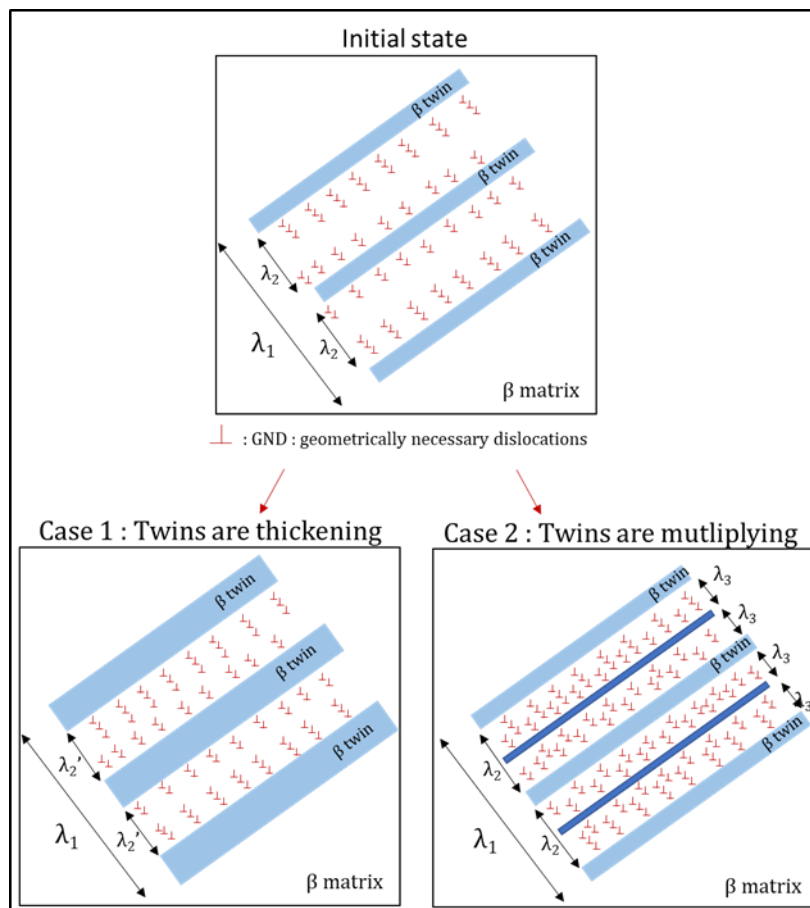 Initial state
β twin
β twin
β twin
λ₂
λ₂
λ₁
β matrix
⊥ : GND : geometrically necessary dislocations
Case 1 : Twins are thickening
β twin
β twin
β twin
λ₂’
λ₂’
λ₁
β matrix
Case 2 : Twins are mutliplying
β twin
λ₃
λ₃
β twin
λ₃
λ₃
β twin
λ₂
λ₂
λ₁
β matrix